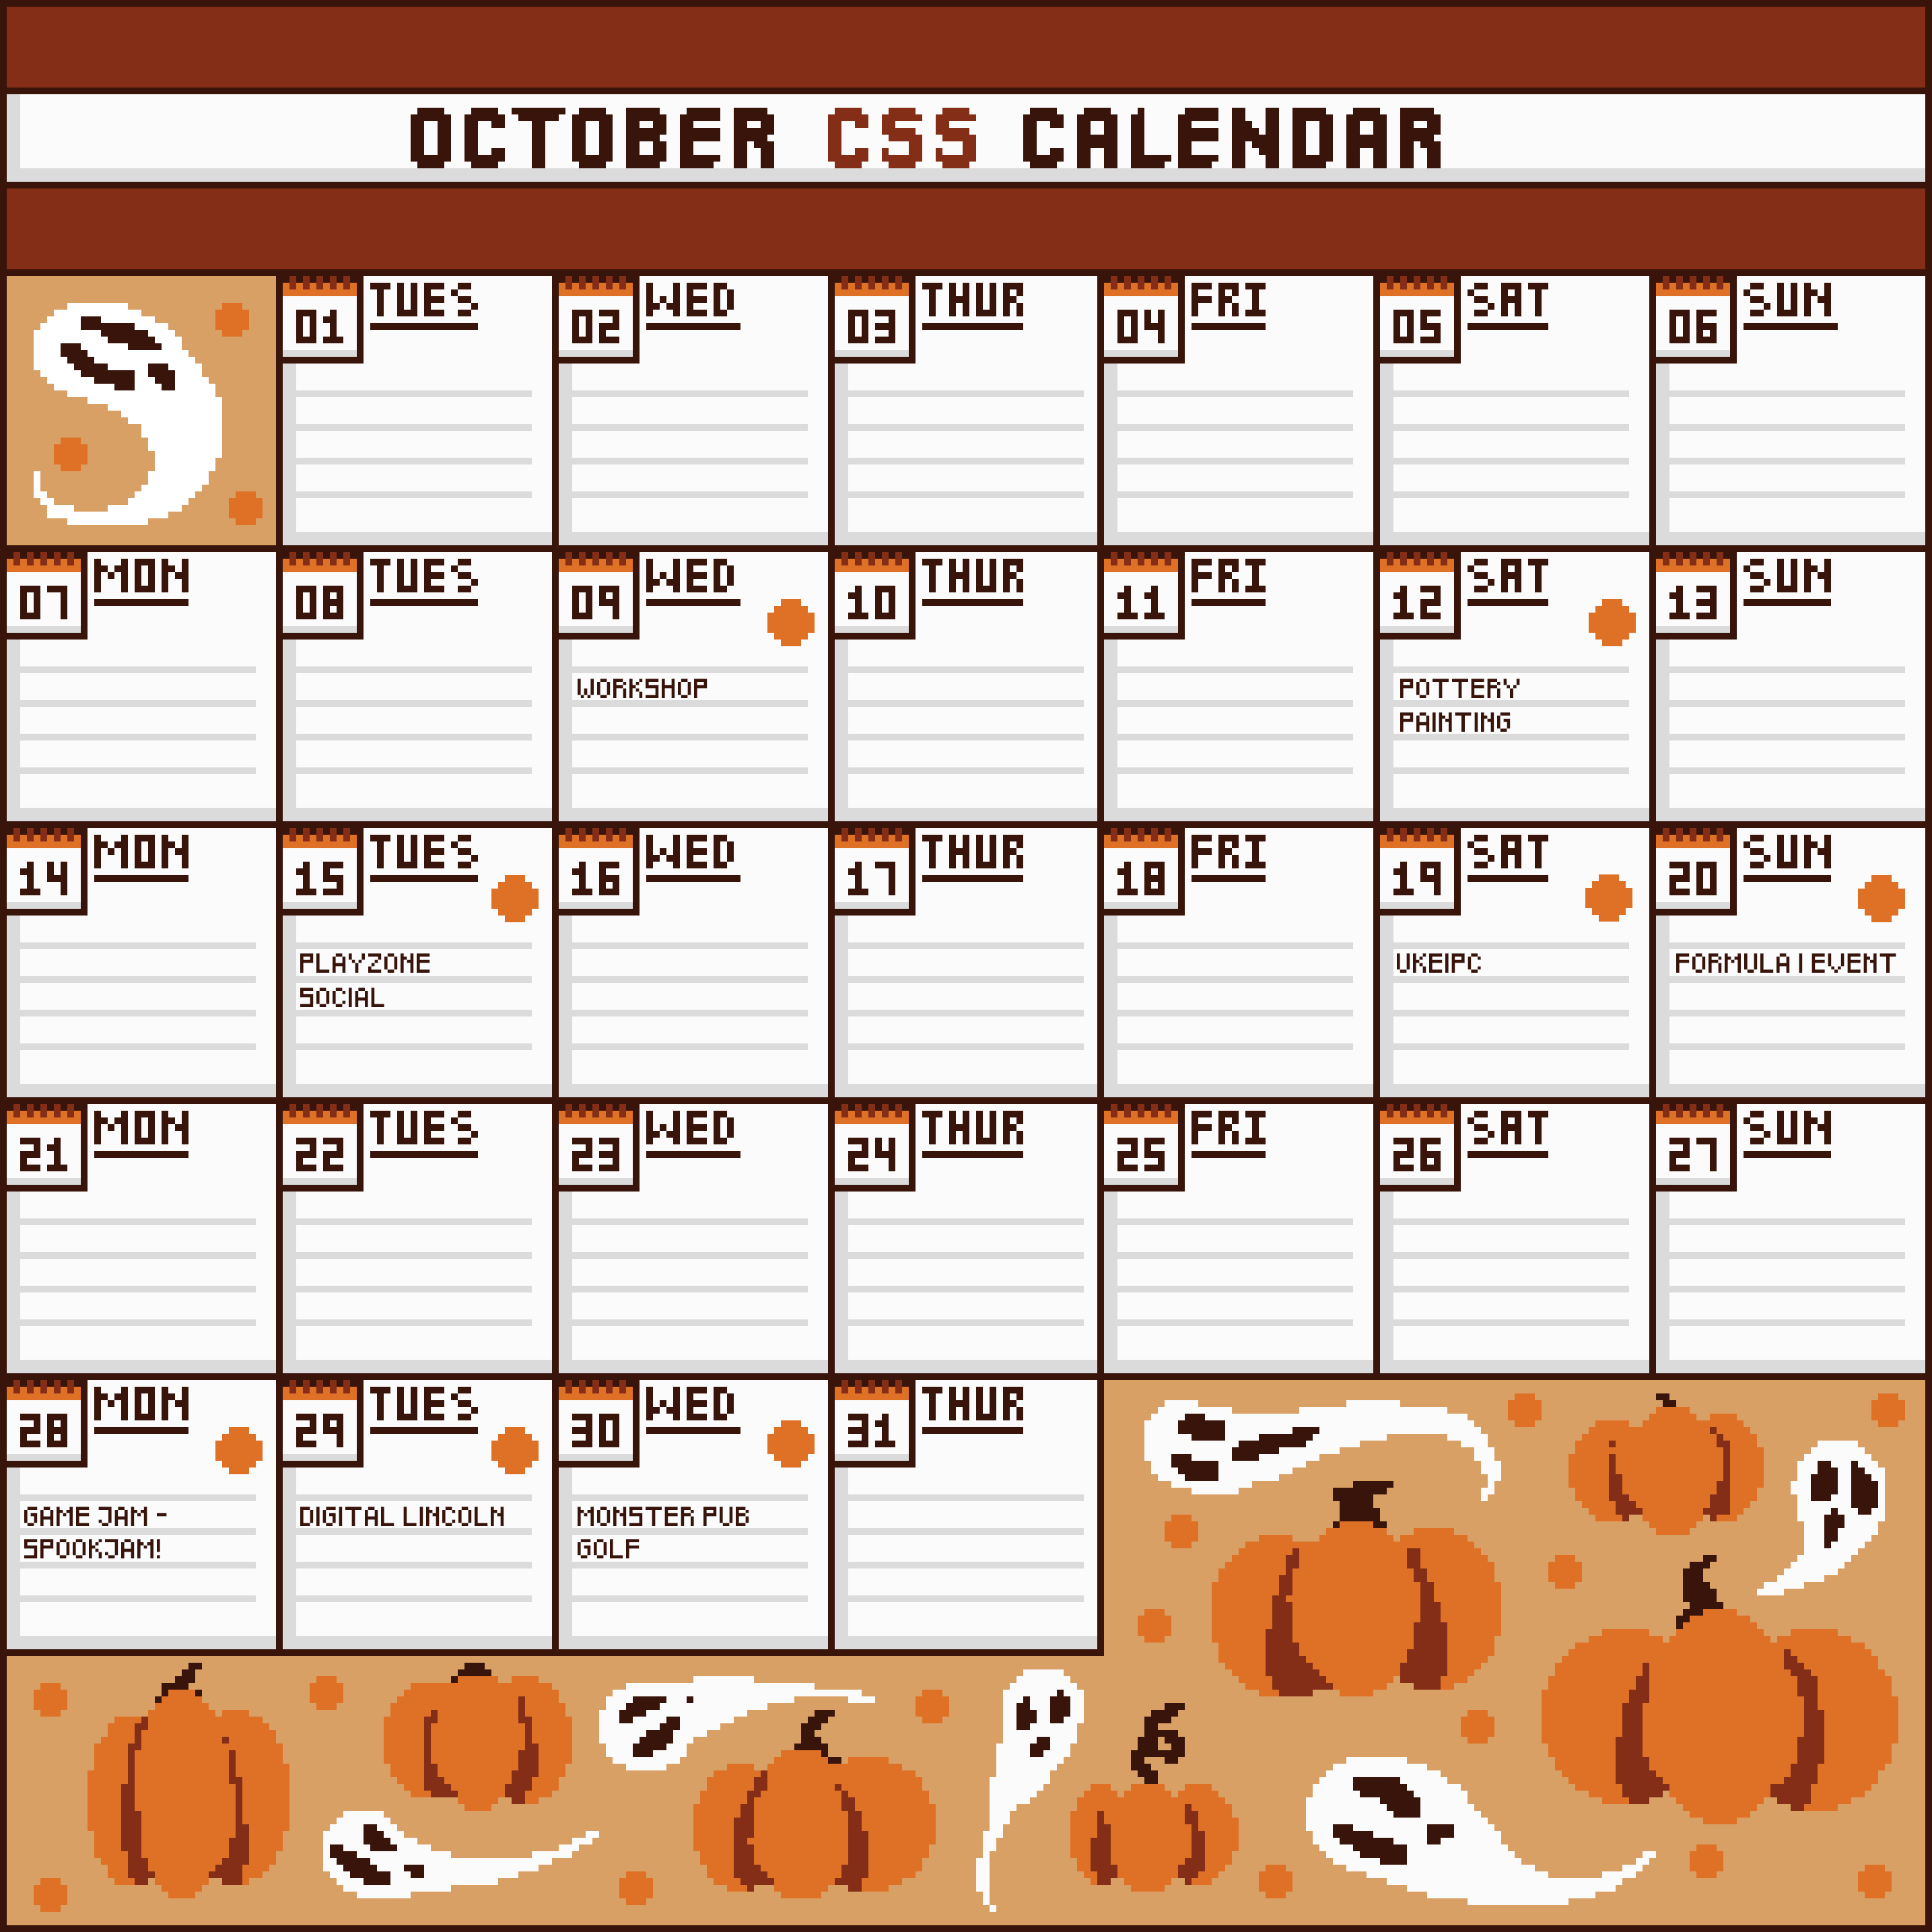 OCTOBER CSS CALENDAR
01 TUES
02 WED
03 THUR
04 FRI
05 SAT
06 SUN
07 MON
08 TUES
09 WED
WORKSHOP
10 THUR
11 FRI
12 SAT
POTTERY
PAINTING
13 SUN
14 MON
15 TUES
PLAYZONE
SOCIAL
16 WED
17 THUR
18 FRI
19 SAT
UKEIPC
20 SUN
FORMULA 1 EVENT
21 MON
22 TUES
23 WED
24 THUR
25 FRI
26 SAT
27 SUN
28 MON
GAME JAM -
SPOOKJAM!
29 TUES
DIGITAL LINCOLN
30 WED
MONSTER PUB
GOLF
31 THUR